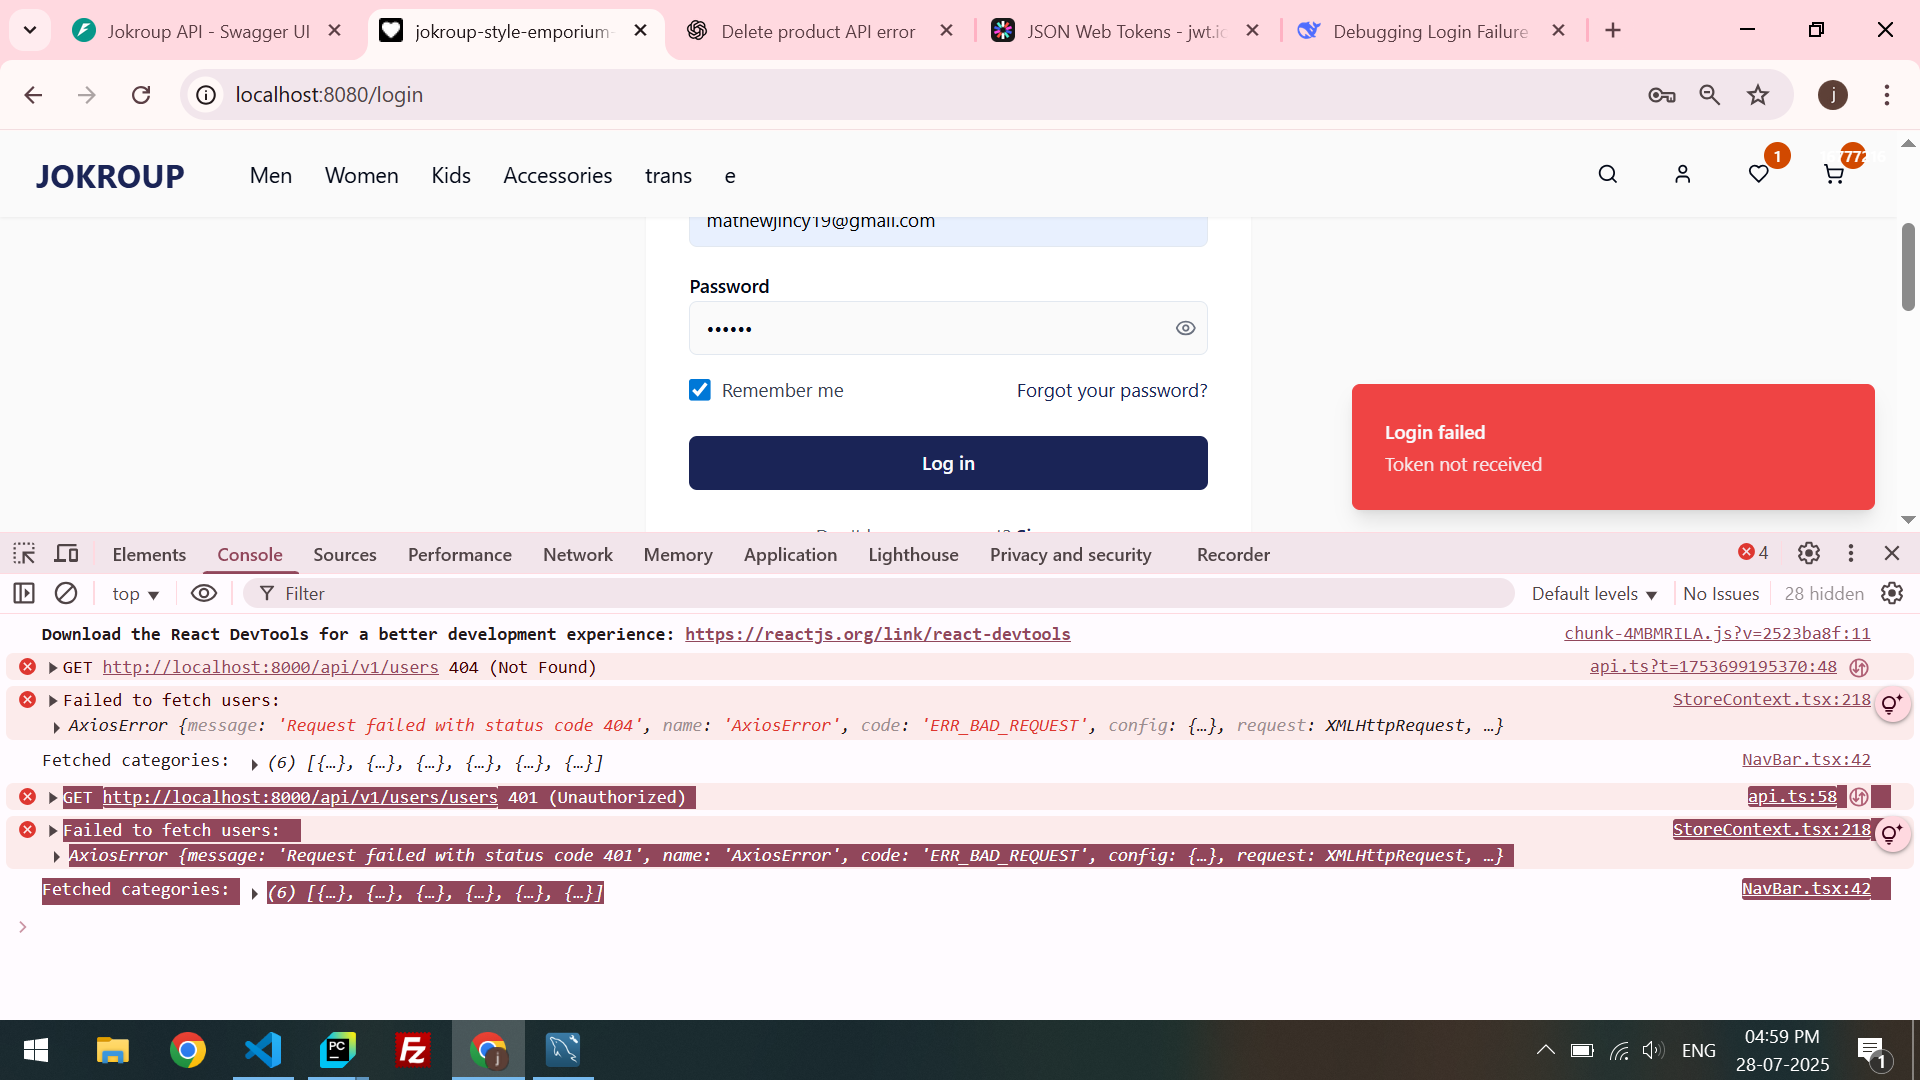 Jokroup API - Swagger UI
jokroup-style-emporium-
Delete product API error
JSON Web Tokens - jwt.io
Debugging Login Failure
localhost:8080/login
j
JOKROUP
Men
Women
Kids
Accessories
trans
e
1
mathewjincy19@gmail.com
Password
Remember me
Forgot your password?
Log in
Login failed
Token not received
Elements
Console
Sources
Performance
Network
Memory
Application
Lighthouse
Privacy and security
Recorder
4
top
Filter
Default levels
No Issues
28 hidden
Download the React DevTools for a better development experience: https://reactjs.org/link/react-devtools
chunk-4MBMRILA.js?v=2523ba8f:11
GET http://localhost:8000/api/v1/users 404 (Not Found)
api.ts?t=1753699195370:48
Failed to fetch users:
StoreContext.tsx:218
AxiosError {message: 'Request failed with status code 404', name: 'AxiosError', code: 'ERR_BAD_REQUEST', config: {…}, request: XMLHttpRequest, …}
Fetched categories: (6) [{…}, {…}, {…}, {…}, {…}, {…}]
NavBar.tsx:42
GET http://localhost:8000/api/v1/users/users 401 (Unauthorized)
api.ts:58
Failed to fetch users:
StoreContext.tsx:218
AxiosError {message: 'Request failed with status code 401', name: 'AxiosError', code: 'ERR_BAD_REQUEST', config: {…}, request: XMLHttpRequest, …}
Fetched categories: (6) [{…}, {…}, {…}, {…}, {…}, {…}]
NavBar.tsx:42
PC
Fz
j
ENG
04:59 PM
28-07-2025
1